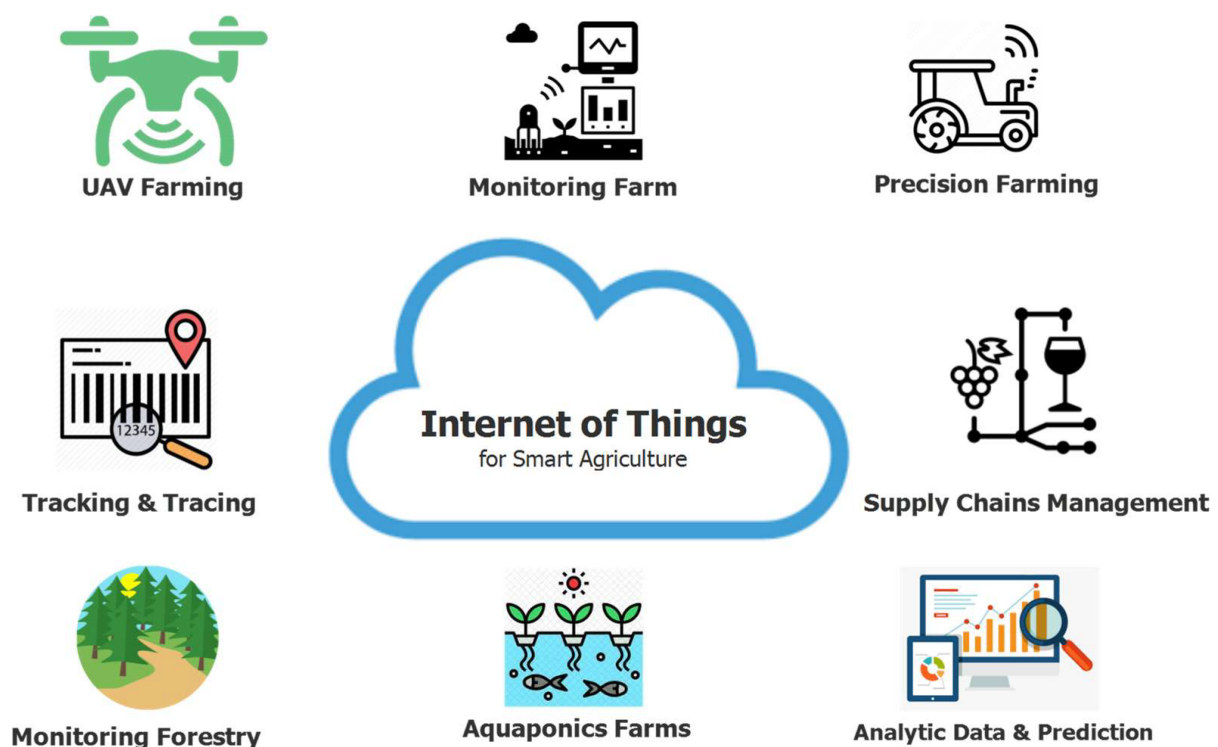 UAV Farming
Monitoring Farm
Precision Farming
Internet of Things
for Smart Agriculture
12345
Tracking & Tracing
Supply Chains Management
Monitoring Forestry
Aquaponics Farms
Analytic Data & Prediction